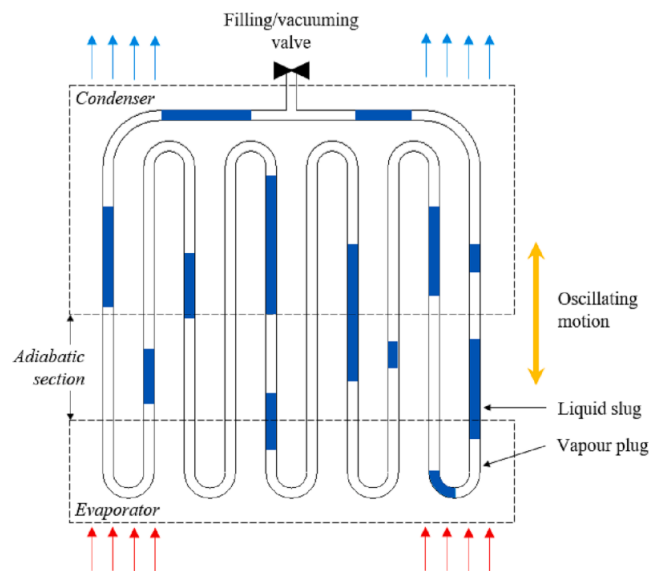 Filling/vacuuming
valve
Condenser
Oscillating
motion
Adiabatic
section
Liquid slug
Vapour plug
Evaporator